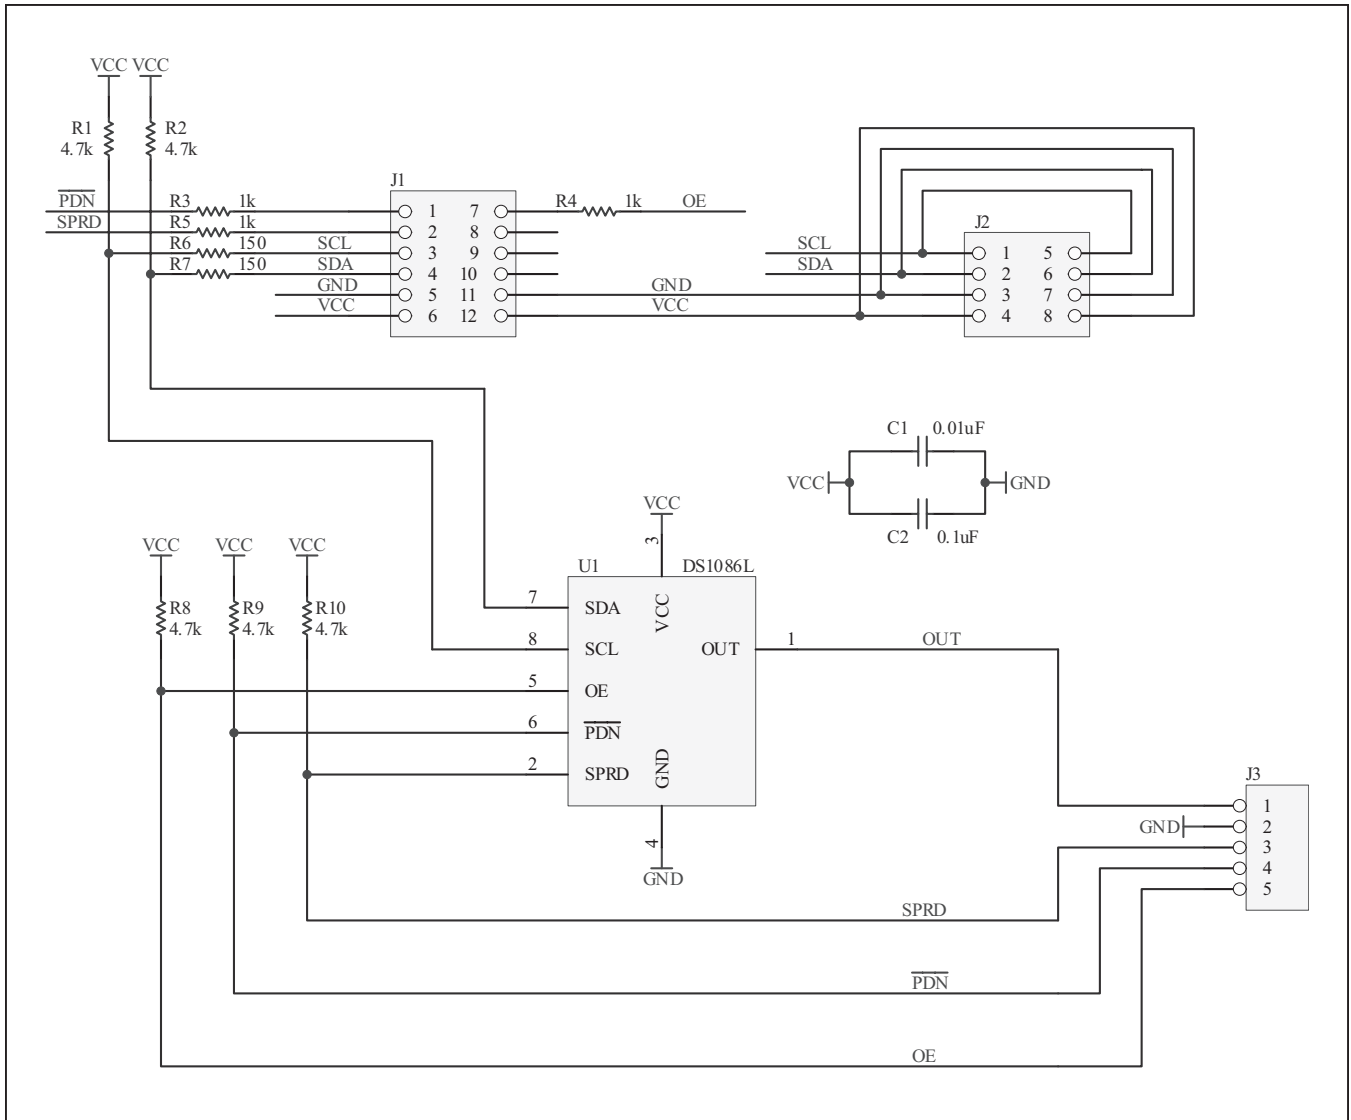 VCC VCC
R1 R2
4.7k 4.7k
J1
PDN R3 1k 1 7 R4 1k OE
SPRD R5 1k 2 8 J2
R6 150 SCL 3 9 SCL 1 5
R7 150 SDA 4 10 SDA 2 6
GND 5 11 GND 3 7
VCC 6 12 VCC 4 8
C1 0.01uF
VCC GND
C2 0.1uF
VCC
3
VCC VCC VCC
U1 DS1086L
R8 R9 R10
4.7k 4.7k 4.7k
7 SDA VCC
8 SCL OUT 1 OUT
5 OE
6 PDN
2 SPRD GND
J3
1
GND 2
4 3
GND 4
5
SPRD
PDN
OE